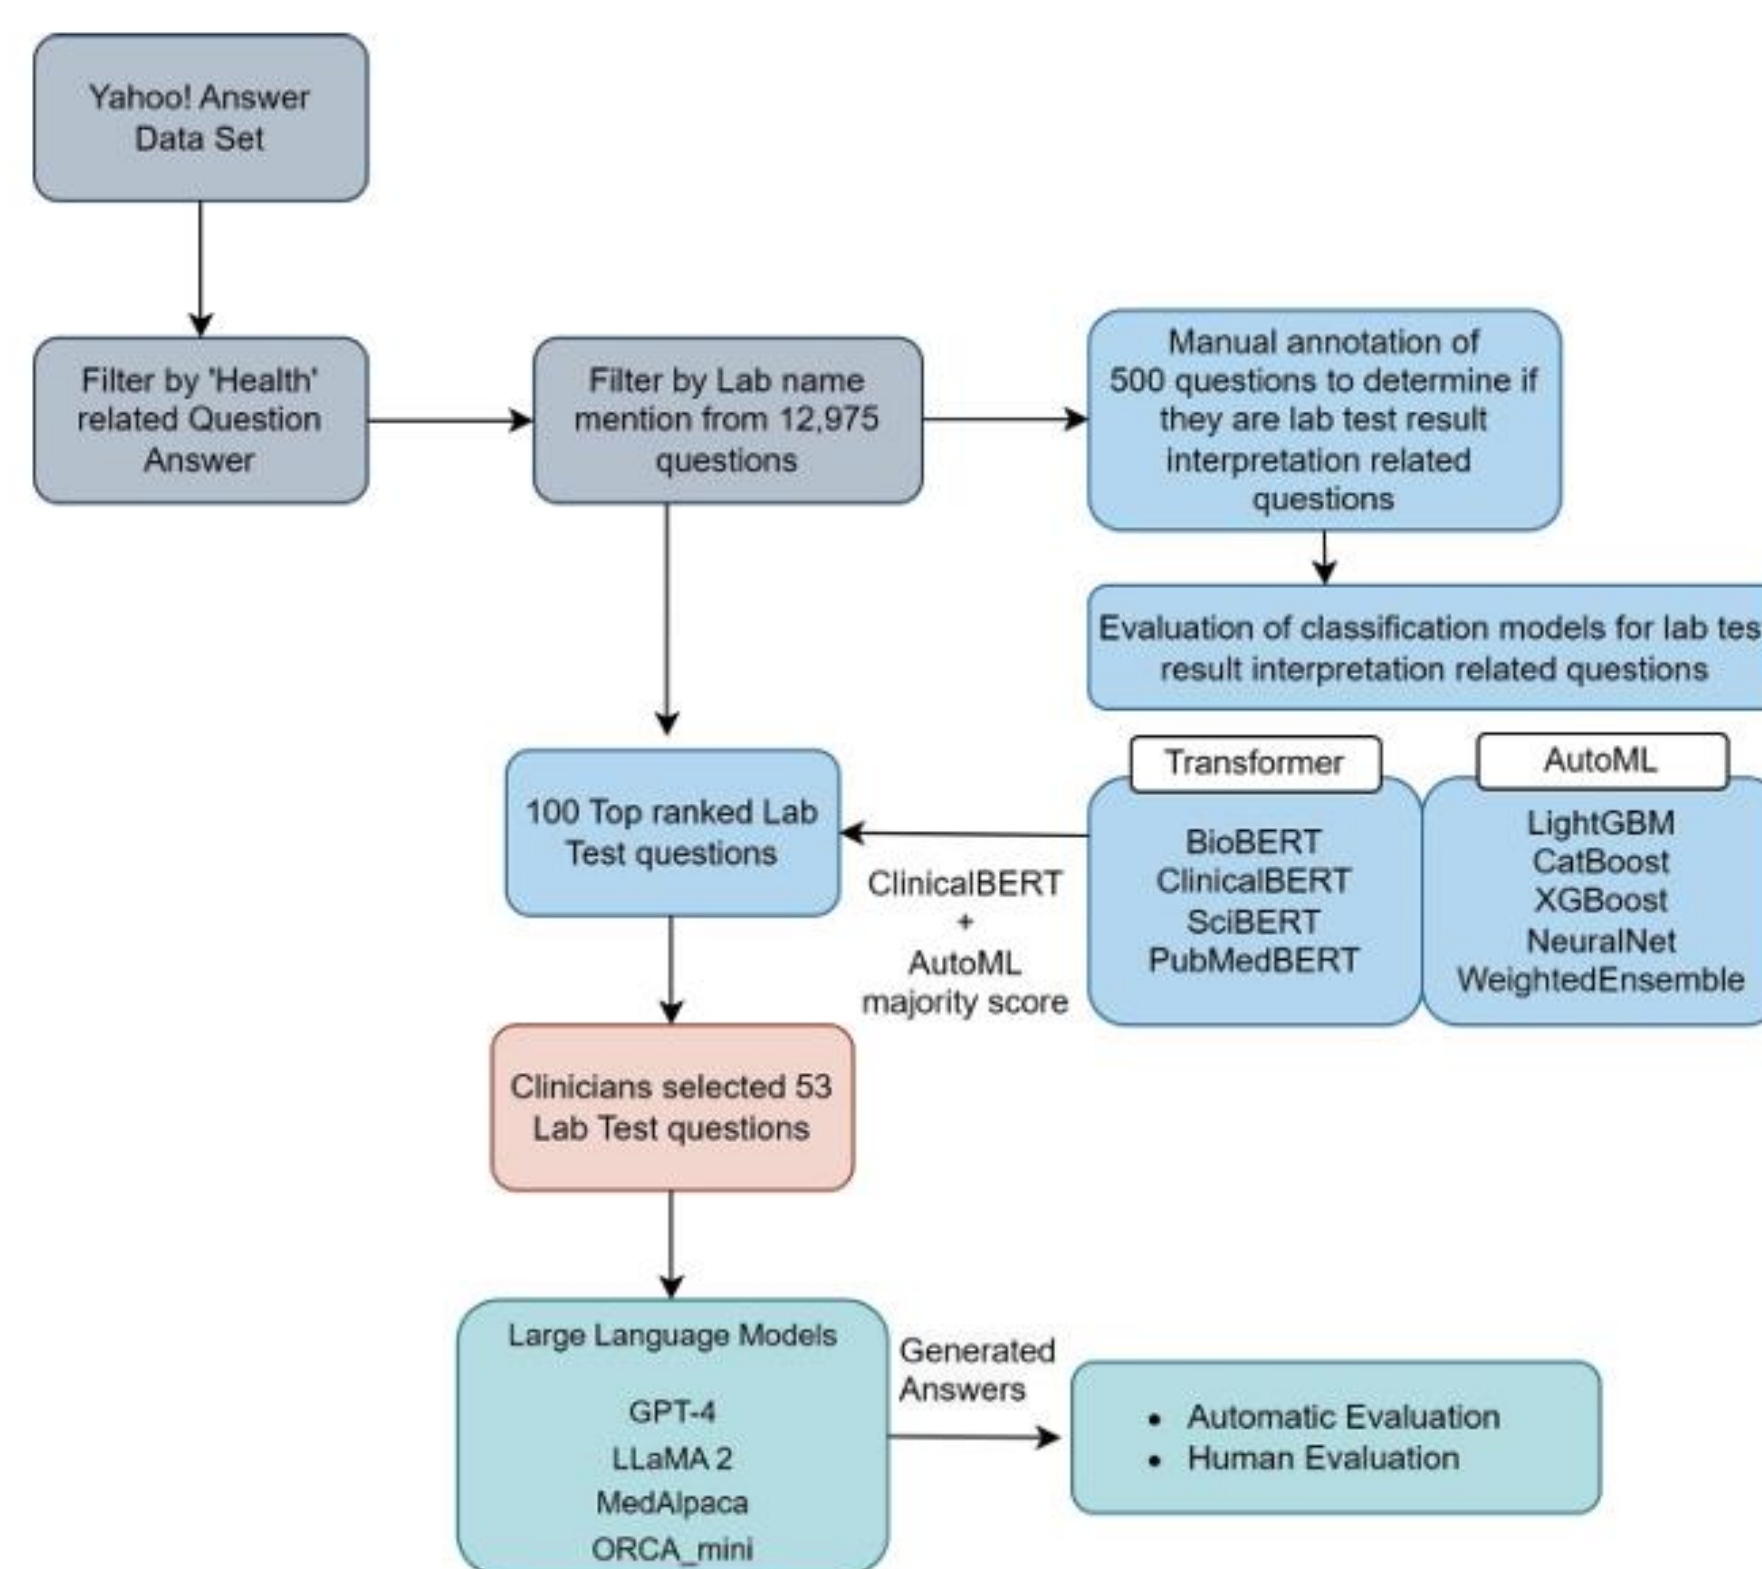 Yahoo! Answer
Data Set
Filter by 'Health'
related Question
Answer
Filter by Lab name
mention from 12,975
questions
Manual annotation of
500 questions to determine if
they are lab test result
interpretation related
questions
Evaluation of classification models for lab tes
result interpretation related questions
Transformer
BioBERT
ClinicalBERT
SciBERT
PubMedBERT
AutoML
LightGBM
CatBoost
XGBoost
NeuralNet
WeightedEnsemble
ClinicalBERT
+
AutoML
majority score
100 Top ranked Lab
Test questions
Clinicians selected 53
Lab Test questions
Large Language Models
GPT-4
LLaMA 2
MedAlpaca
ORCA_mini
Generated
Answers
• Automatic Evaluation
• Human Evaluation